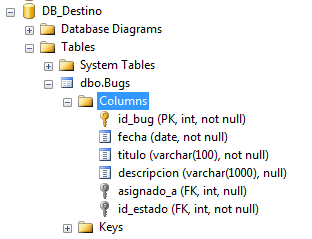 DB_Destino
Database Diagrams
Tables
System Tables
dbo.Bugs
Columns
id_bug (PK, int, not null)
fecha (date, not null)
titulo (varchar(100), not null)
descripcion (varchar(1000), null)
asignado_a (FK, int, null)
id_estado (FK, int, not null)
Keys